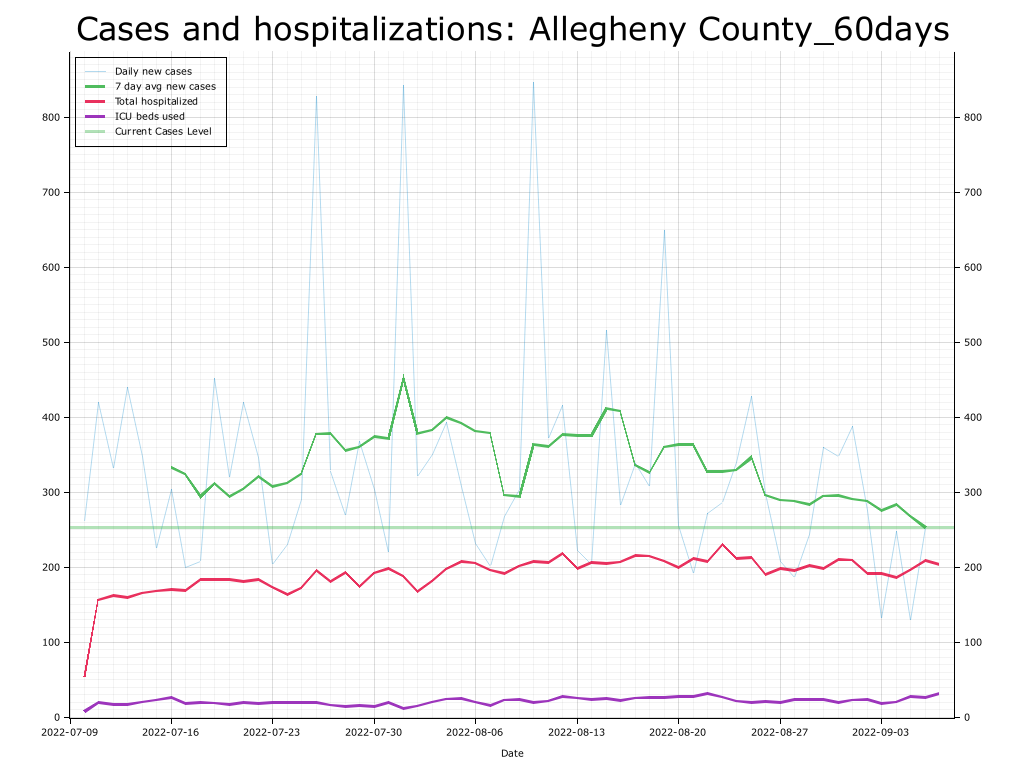 Cases and hospitalizations: Allegheny County_60days
Daily new cases
7 day avg new cases
Total hospitalized
ICU beds used
Current Cases Level
800 800
700 700
600 600
500 500
400 400
300 300
200 200
100 100
0 0
2022-07-09 2022-07-16 2022-07-23 2022-07-30 2022-08-06 2022-08-13 2022-08-20 2022-08-27 2022-09-03
Date